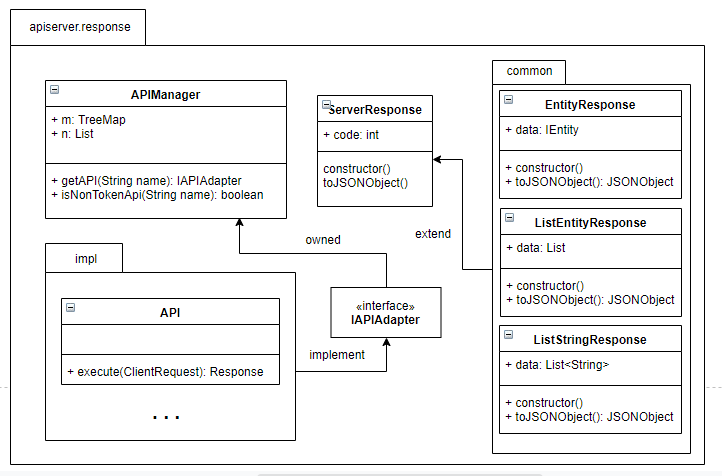 apiserver.response
APIManager
+ m: TreeMap
+ n: List
+ getAPI(String name): IAPIAdapter
+ isNonTokenApi(String name): boolean
ServerResponse
+ code: int
constructor()
toJSONObject()
common
EntityResponse
+ data: IEntity
+ constructor()
+ toJSONObject(): JSONObject
ListEntityResponse
+ data: List
+ constructor()
+ toJSONObject(): JSONObject
ListStringResponse
+ data: List<String>
+ constructor()
+ toJSONObject(): JSONObject
extend
owned
impl
API
+ execute(ClientRequest): Response
. . .
«interface»
IAPIAdapter
implement